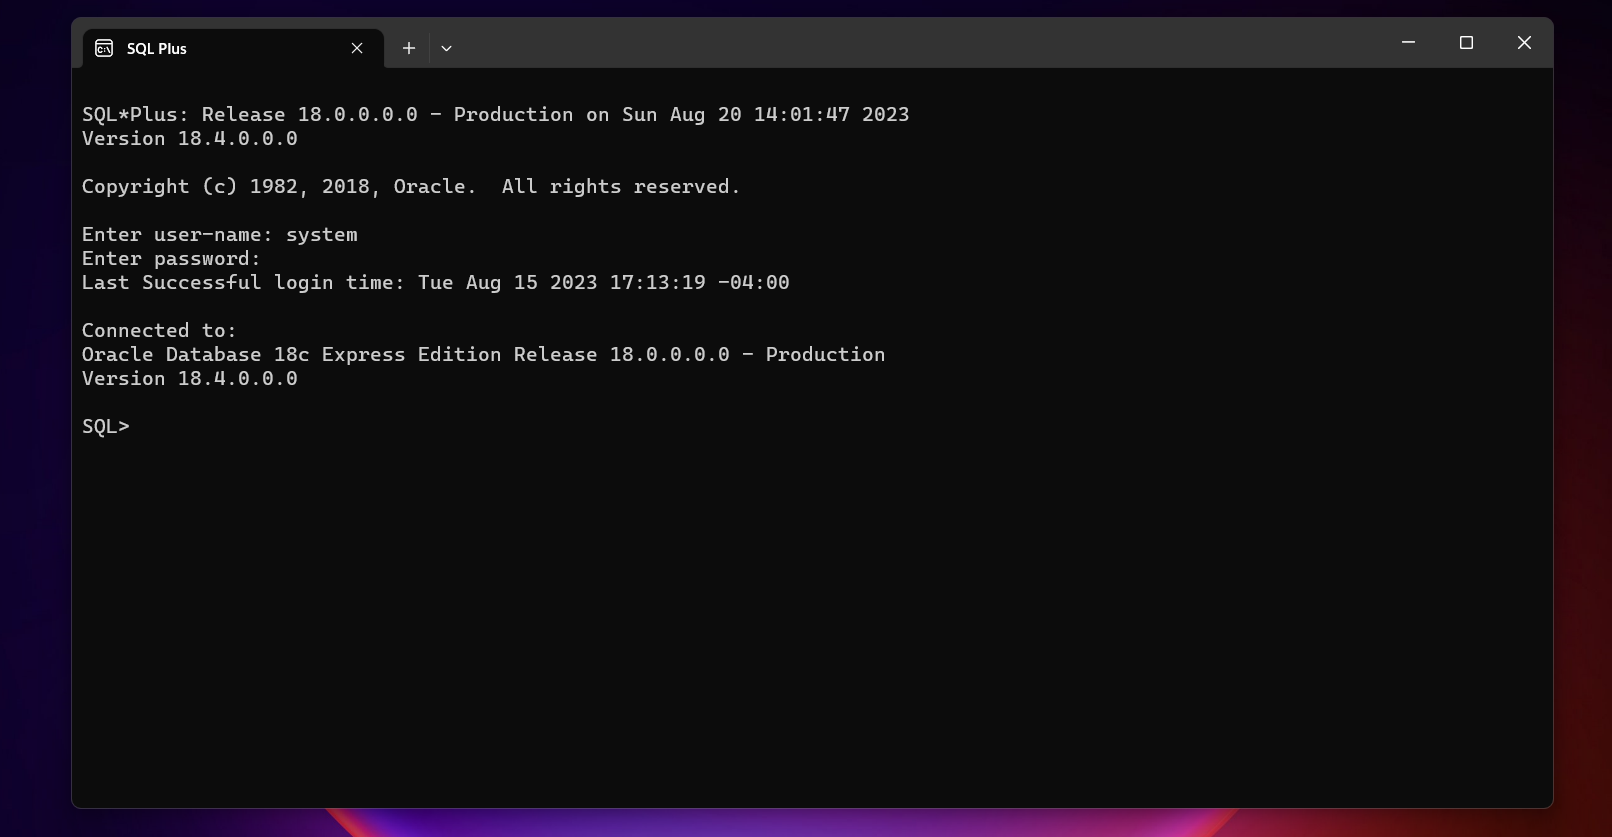 SQL Plus
SQL*Plus: Release 18.0.0.0.0 - Production on Sun Aug 20 14:01:47 2023
Version 18.4.0.0.0
Copyright (c) 1982, 2018, Oracle.  All rights reserved.
Enter user-name: system
Enter password:
Last Successful login time: Tue Aug 15 2023 17:13:19 -04:00
Connected to:
Oracle Database 18c Express Edition Release 18.0.0.0.0 - Production
Version 18.4.0.0.0
SQL>